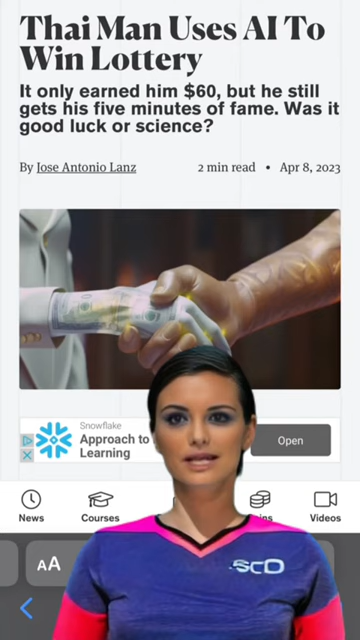 Thai Man Uses AI To
Win Lottery
It only earned him $60, but he still
gets his five minutes of fame. Was it
good luck or science?
By Jose Antonio Lanz 2 min read • Apr 8, 2023
Snowflake
Approach to
Learning
Open
News Courses Videos
AA
SCO